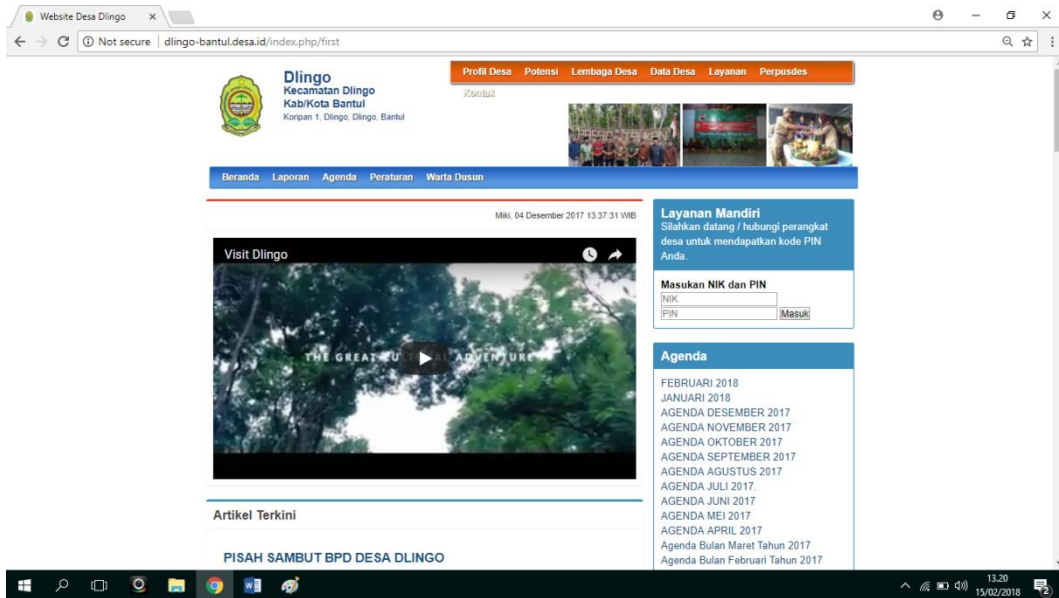 Website Desa Dlingo
Not secure | dlingo-bantul.desa.id/index.php/first
Dlingo
Kecamatan Dlingo
Kab/Kota Bantul
Koripan 1, Dlingo, Dlingo, Bantul
Profil Desa Potensi Lembaga Desa Data Desa Layanan Perpusdes
Kontak
Beranda Laporan Agenda Peraturan Warta Dusun
Miki, 04 Desember 2017 13:37:31 WIB
Visit Dlingo
THE GREAT CULTURAL ADVENTURE
Artikel Terkini
PISAH SAMBUT BPD DESA DLINGO
Layanan Mandiri
Silahkan datang / hubungi perangkat
desa untuk mendapatkan kode PIN
Anda.
Masukan NIK dan PIN
NIK
PIN Masuk
Agenda
FEBRUARI 2018
JANUARI 2018
AGENDA DESEMBER 2017
AGENDA NOVEMBER 2017
AGENDA OKTOBER 2017
AGENDA SEPTEMBER 2017
AGENDA AGUSTUS 2017
AGENDA JULI 2017.
AGENDA JUNI 2017
AGENDA MEI 2017
AGENDA APRIL 2017
Agenda Bulan Maret Tahun 2017
Agenda Bulan Februari Tahun 2017
13.20
15/02/2018